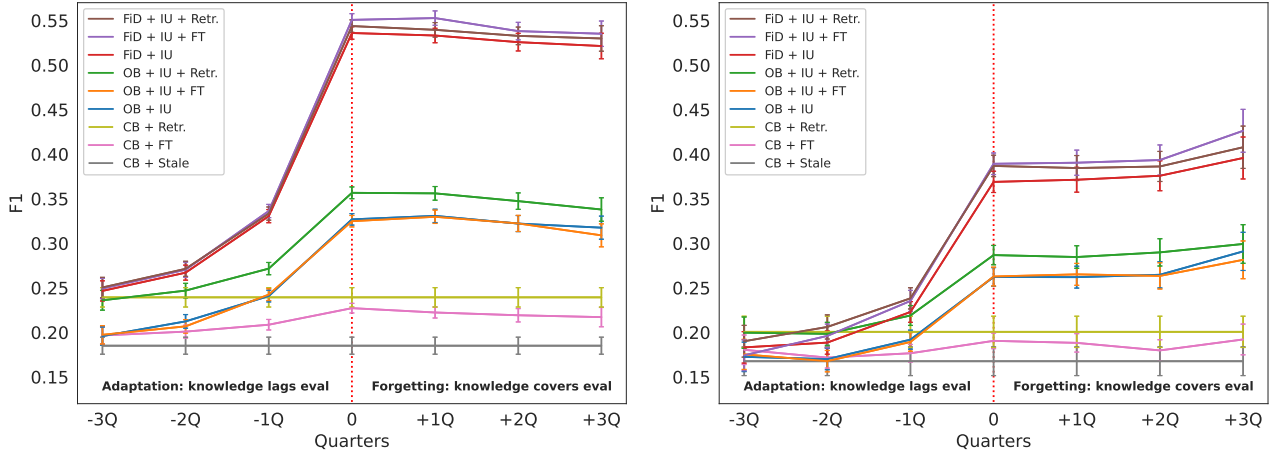 FiD + IU + Retr.
FiD + IU + FT
FiD + IU
OB + IU + Retr.
OB + IU + FT
OB + IU
CB + Retr.
CB + FT
CB + Stale
0.55
0.50
0.45
0.40
0.35
0.30
0.25
0.20
0.15
F1
Adaptation: knowledge lags eval
Forgetting: knowledge covers eval
-3Q -2Q -1Q 0 +1Q +2Q +3Q
Quarters
FiD + IU + Retr.
FiD + IU + FT
FiD + IU
OB + IU + Retr.
OB + IU + FT
OB + IU
CB + Retr.
CB + FT
CB + Stale
0.55
0.50
0.45
0.40
0.35
0.30
0.25
0.20
0.15
F1
Adaptation: knowledge lags eval
Forgetting: knowledge covers eval
-3Q -2Q -1Q 0 +1Q +2Q +3Q
Quarters